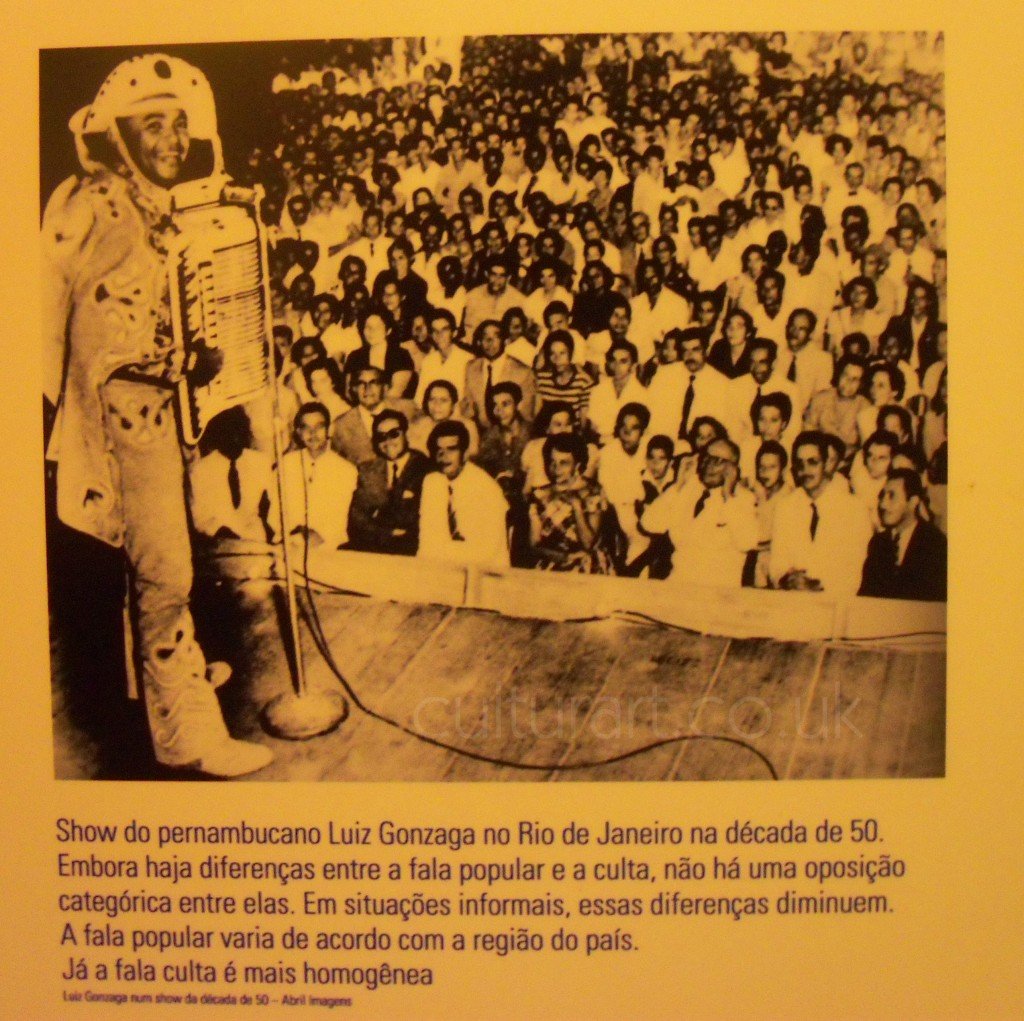 culturart.co.uk
Show do pernambucano Luiz Gonzaga no Rio de Janeiro na década de 50.
Embora haja diferenças entre a fala popular e a culta, não há uma oposição
categórica entre elas. Em situações informais, essas diferenças diminuem.
A fala popular varia de acordo com a região do país.
Já a fala culta é mais homogênea
Luiz Gonzaga num show da década de 50 – Abril Imagens